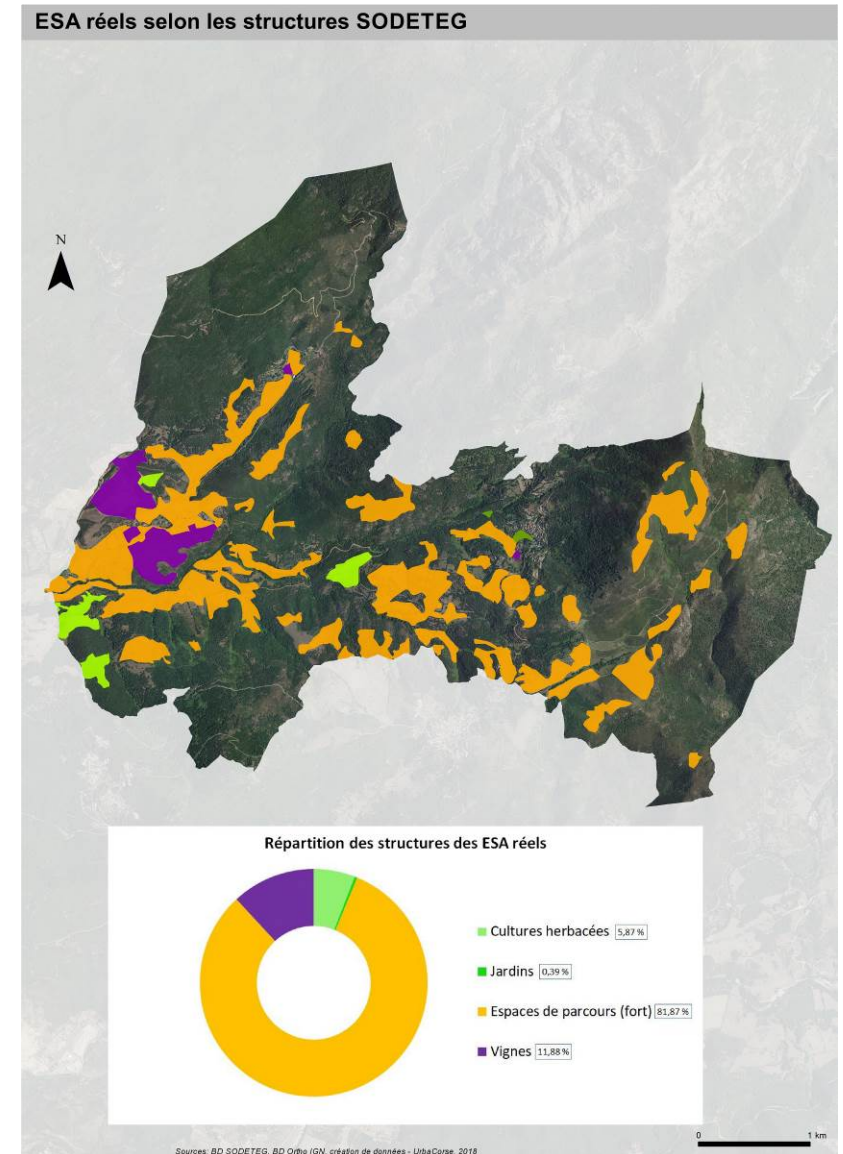 ESA réels selon les structures SODETEG
N
Répartition des structures des ESA réels
Cultures herbacées 5,87 %
Jardins 0,39 %
Espaces de parcours (fort) 81,87 %
Vignes 11,88 %
0 1 km
Sources: BD SODETEG, BD Ortho IGN, création de données - UrbaCorse, 2018